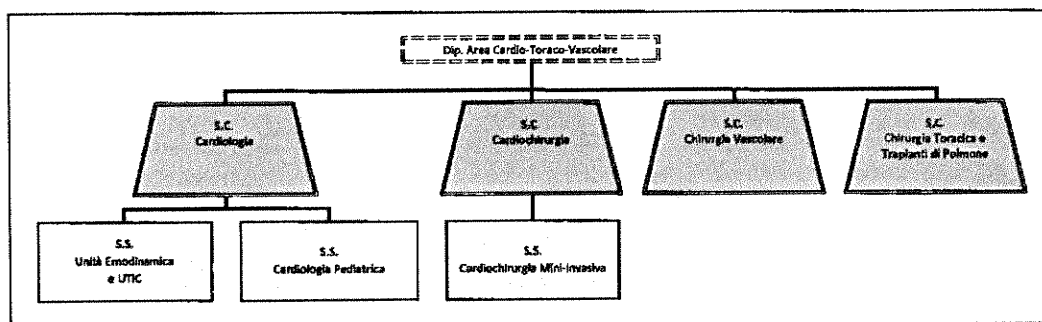 Dip. Area Cardio-Toraco-Vascolare
S.C.
Cardiologia
S.C
Cardiochirurgia
S.C.
Chirurgia Vascolare
S.C.
Chirurgia Toracica e
Trapianti di Polmone
S.S.
Unità Emodinamica
e UTIC
S.S.
Cardiologia Pediatrica
S.S.
Cardiochirurgia Mini-invasiva